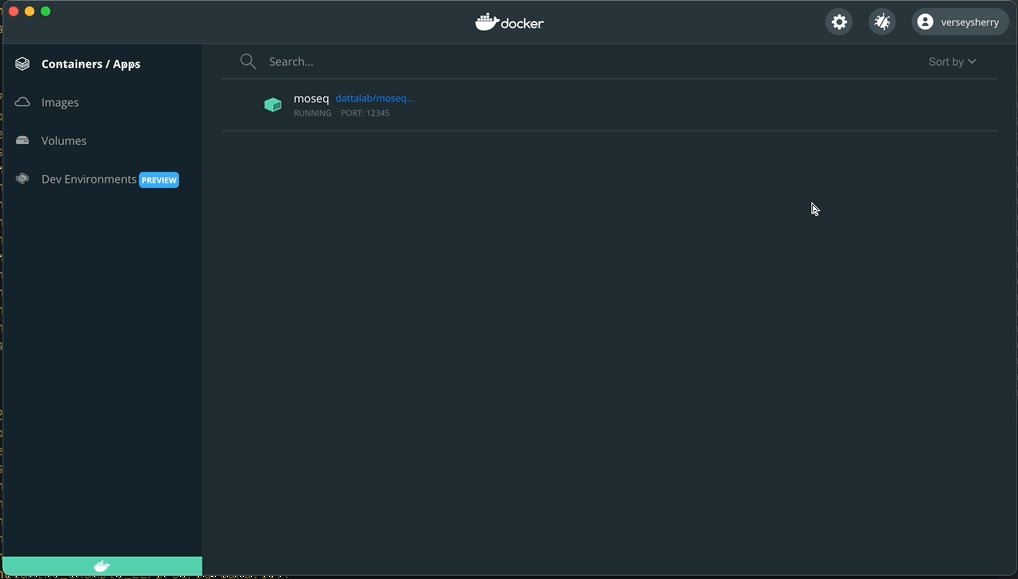 docker
verseysherry
Containers / Apps
Images
Volumes
Dev Environments PREVIEW
Search...
Sort by
moseq dattalab/moseq...
RUNNING PORT: 12345